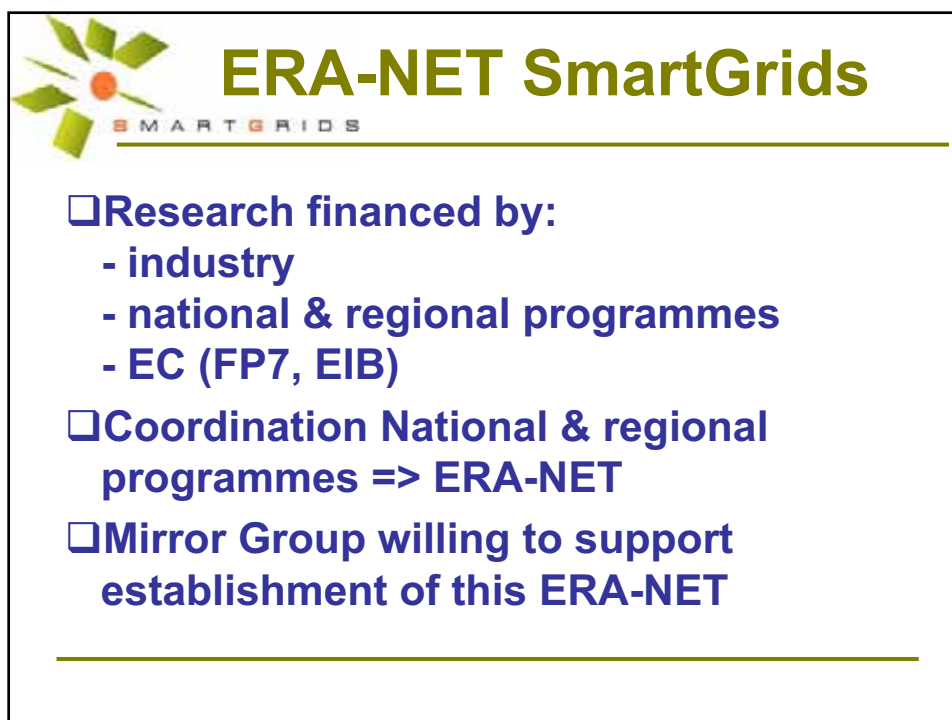 ERA-NET SmartGrids
SMARTGRIDS
❑Research financed by:
- industry
- national & regional programmes
- EC (FP7, EIB)
❑Coordination National & regional
programmes => ERA-NET
❑Mirror Group willing to support
establishment of this ERA-NET